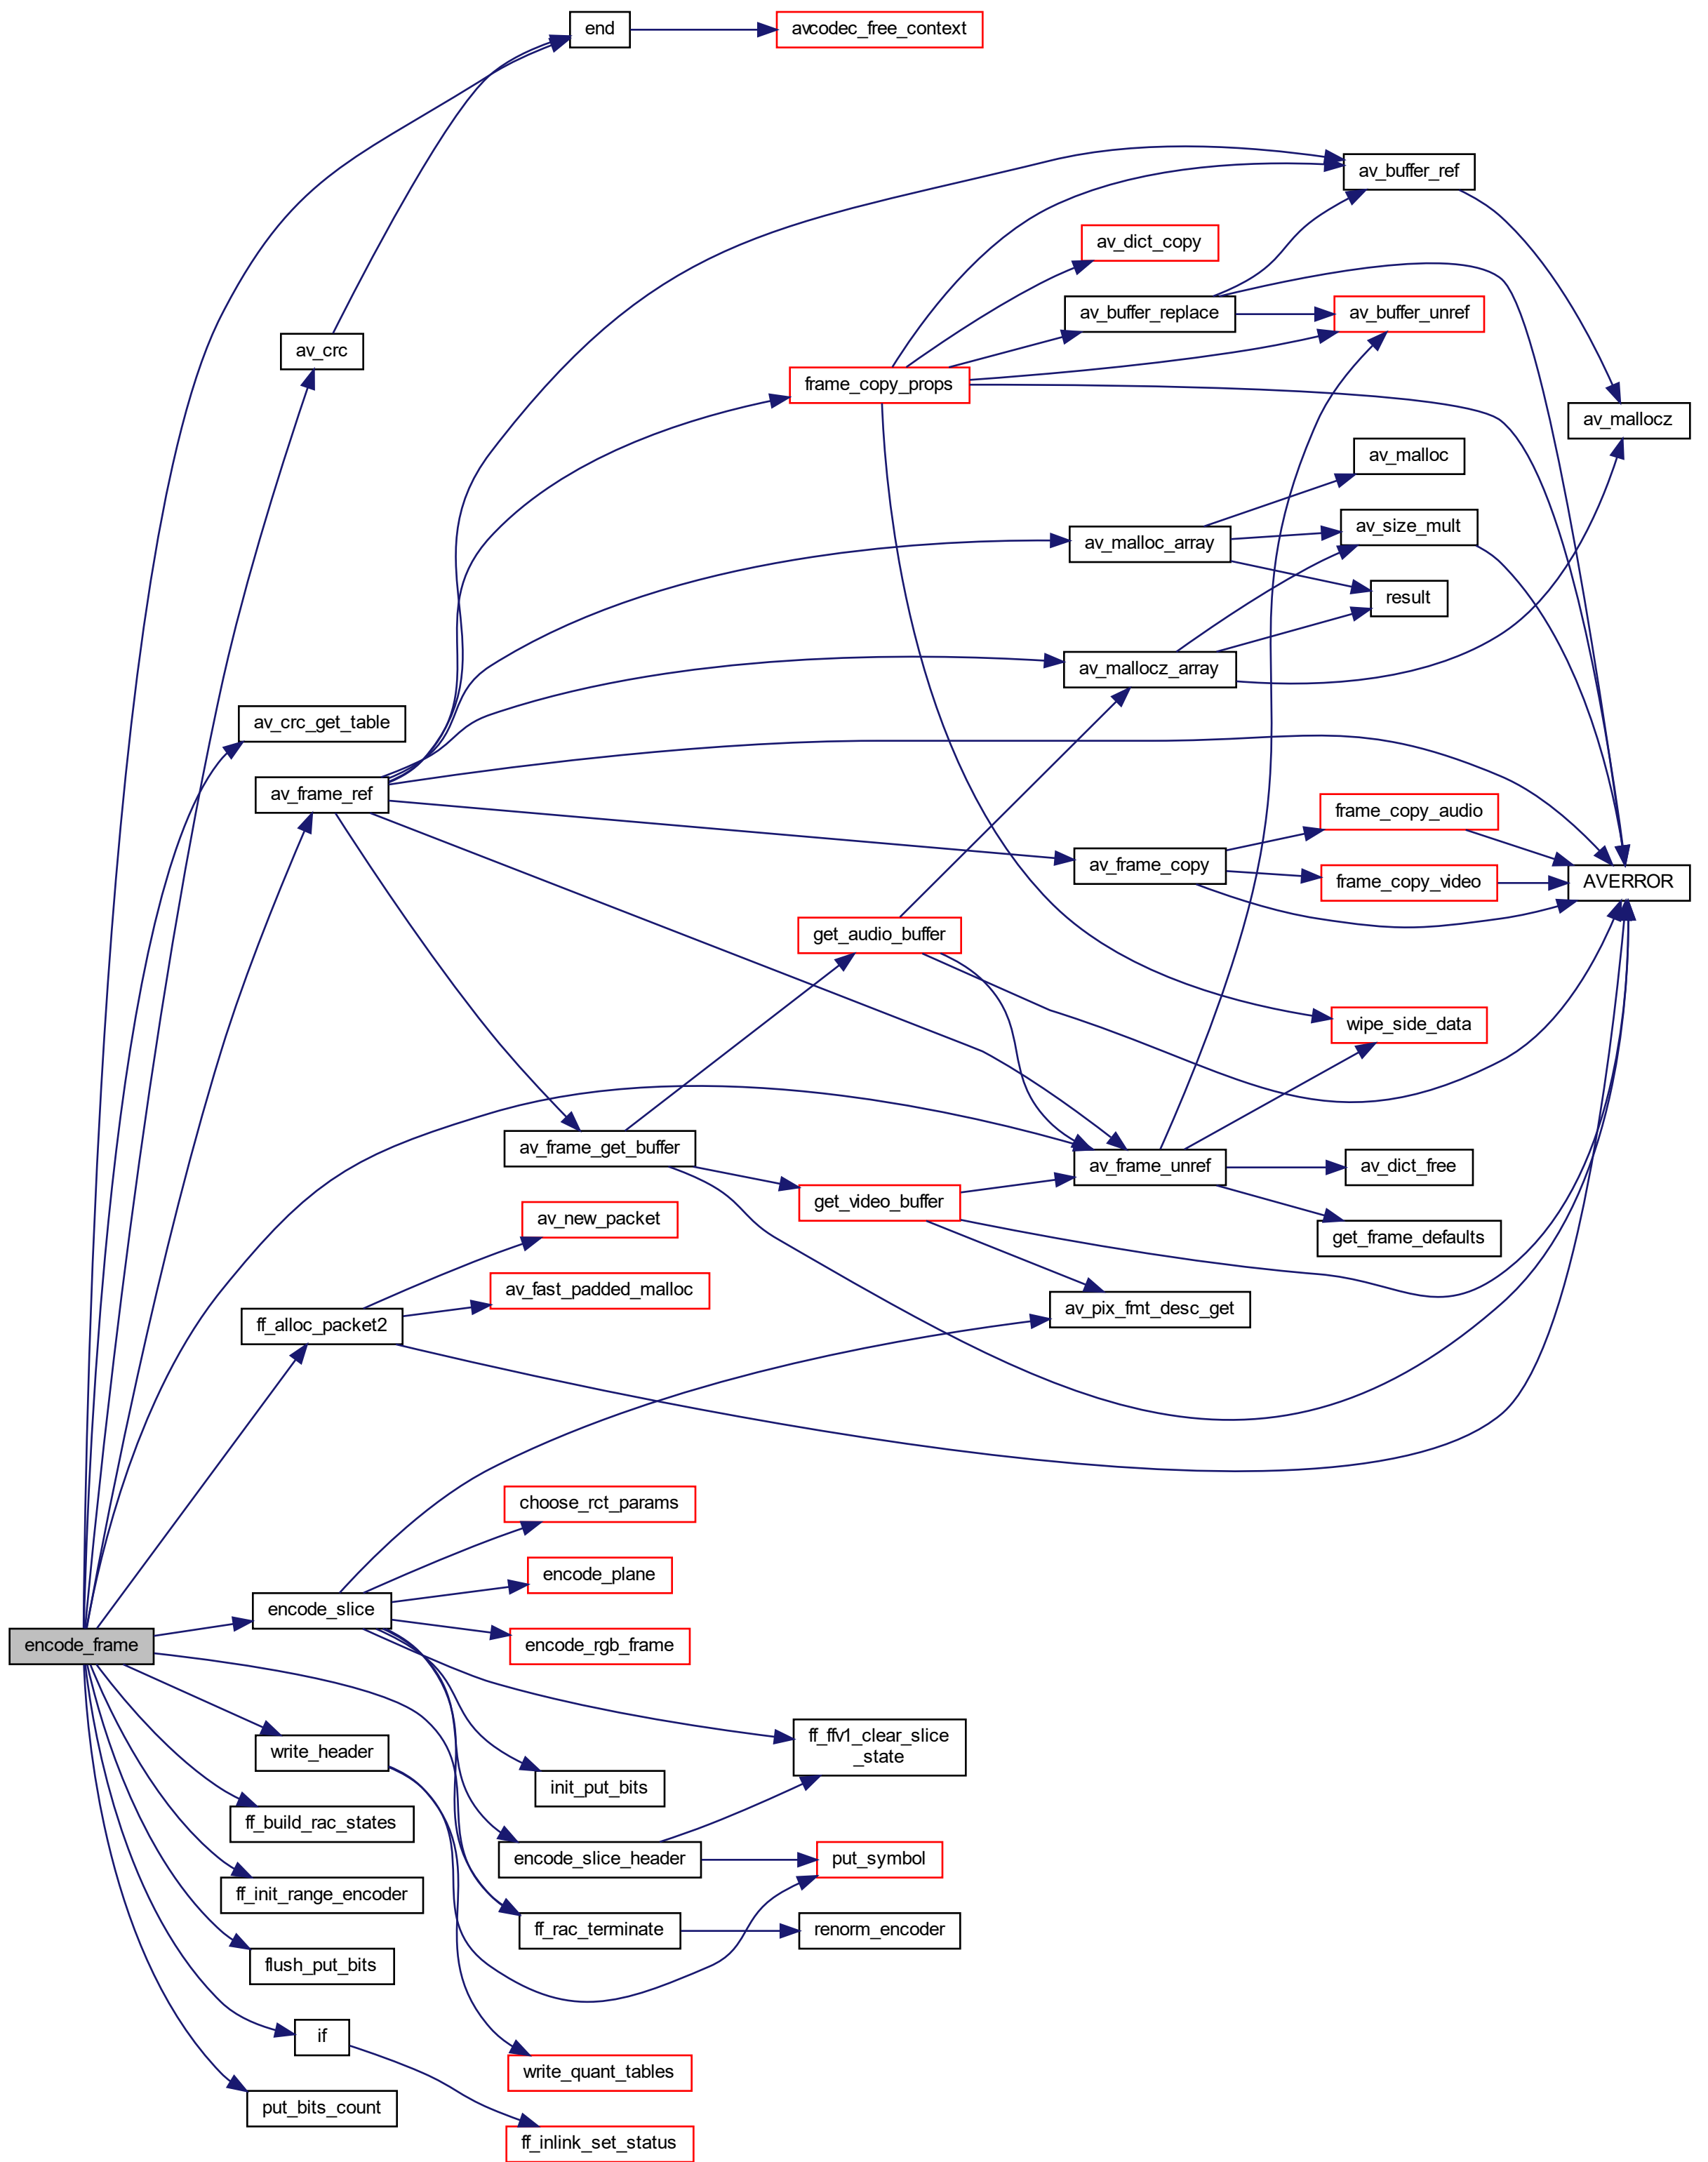 end
avcodec_free_context
av_buffer_ref
av_dict_copy
av_buffer_replace
av_buffer_unref
av_crc
frame_copy_props
av_mallocz
av_malloc
av_size_mult
av_malloc_array
result
av_mallocz_array
av_crc_get_table
av_frame_ref
frame_copy_audio
av_frame_copy
frame_copy_video
AVERROR
get_audio_buffer
wipe_side_data
av_frame_get_buffer
av_frame_unref
av_dict_free
get_video_buffer
av_new_packet
get_frame_defaults
av_fast_padded_malloc
av_pix_fmt_desc_get
ff_alloc_packet2
choose_rct_params
encode_plane
encode_slice
encode_frame
encode_rgb_frame
write_header
ff_ffv1_clear_slice
_state
init_put_bits
ff_build_rac_states
encode_slice_header
put_symbol
ff_init_range_encoder
ff_rac_terminate
renorm_encoder
flush_put_bits
if
write_quant_tables
put_bits_count
ff_inlink_set_status